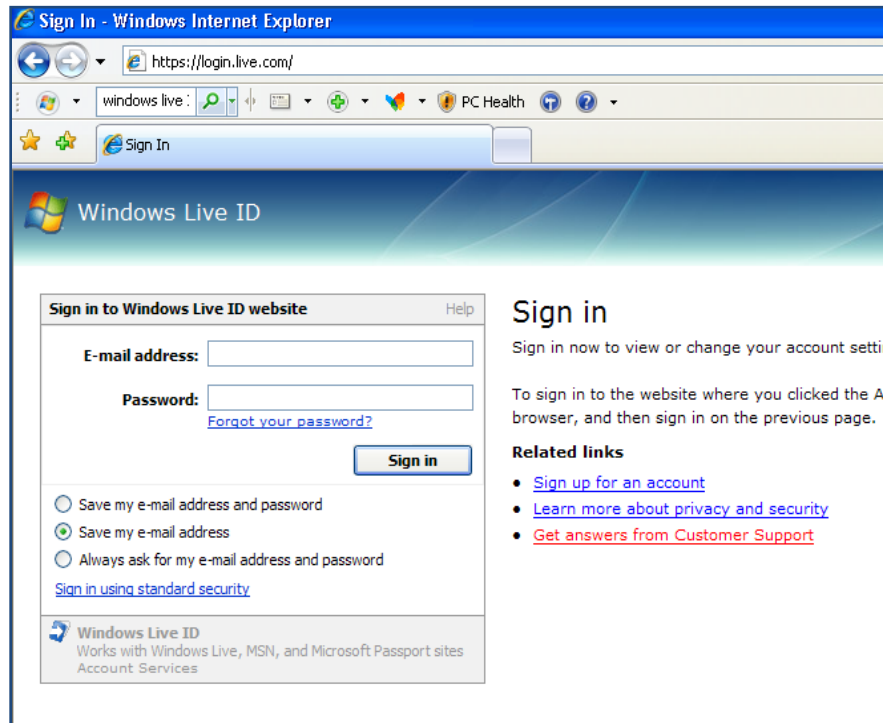 Sign In - Windows Internet Explorer
https://login.live.com/
windows live
PC Health
Sign In
Windows Live ID
Sign in to Windows Live ID website Help
E-mail address:
Password:
Forgot your password?
Sign in
Save my e-mail address and password
Save my e-mail address
Always ask for my e-mail address and password
Sign in using standard security
Windows Live ID
Works with Windows Live, MSN, and Microsoft Passport sites
Account Services
Sign in
Sign in now to view or change your account setti
To sign in to the website where you clicked the A
browser, and then sign in on the previous page.
Related links
Sign up for an account
Learn more about privacy and security
Get answers from Customer Support